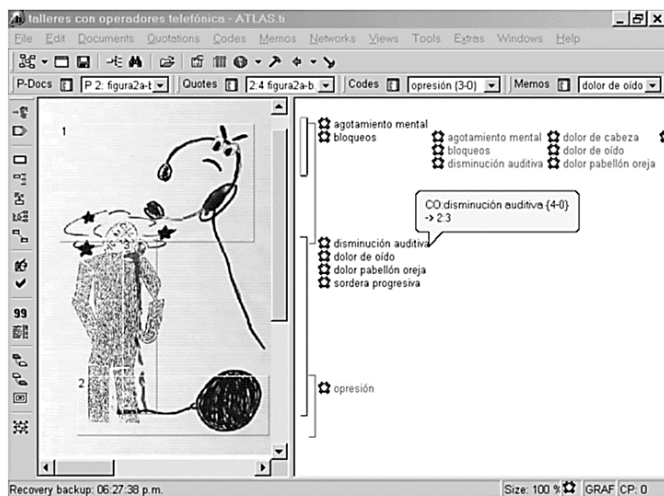 talleres con operadores telefónica - ATLAS.ti
File Edit Documents Quotations Codes Memos Networks Views Tools Extras Windows Help
P-Docs P 2: figura2a-b Quotes 2:4 figura2a-b. Codes opresión {3-0} Memos dolor de oído
1
agotamiento mental
bloqueos
agotamiento mental dolor de cabeza
bloqueos dolor de oído
disminución auditiva dolor pabellón oreja
CO:disminución auditiva {4-0}
-> 2:3
3
disminución auditiva
dolor de oído
dolor pabellón oreja
sordera progresiva
99
2
opresión
Recovery backup: 06:27:38 p.m. Size: 100 % GRAF CP: 0